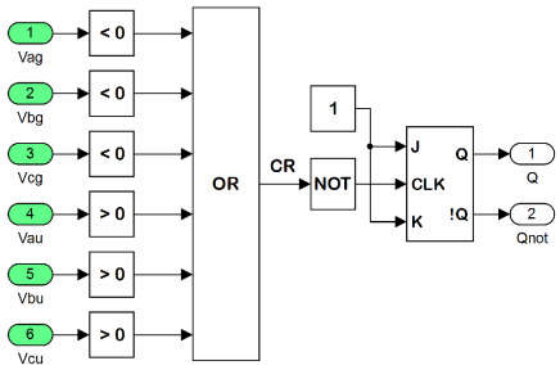 1
< 0
Vag
2
< 0
Vbg
3
< 0
Vcg
4
> 0
Vau
5
> 0
Vbu
6
> 0
Vcu
OR
CR
NOT
1
J
CLK
K
Q
!Q
1
Q
2
Qnot